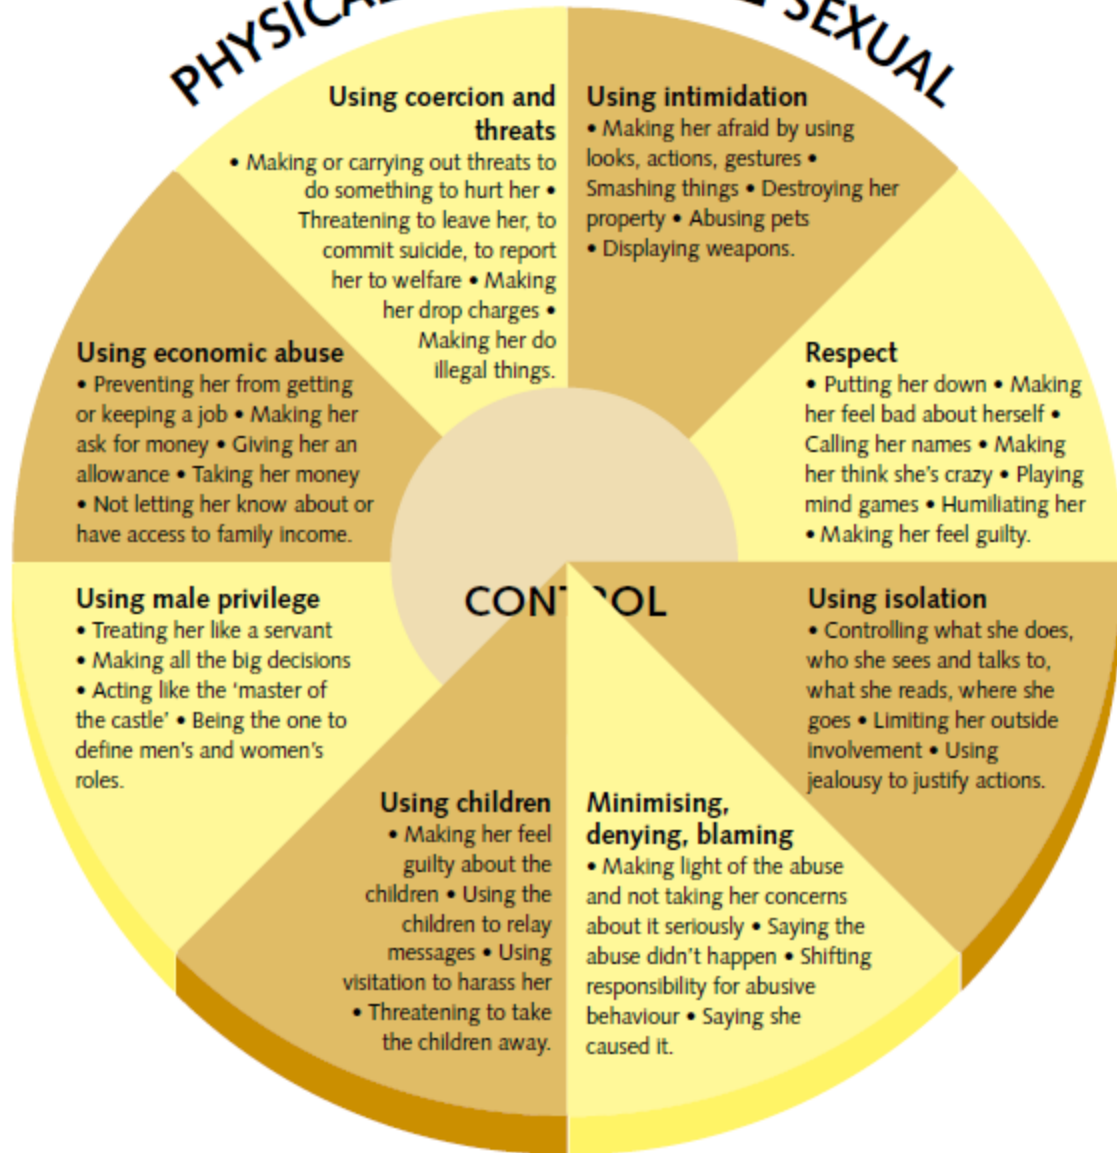 PHYSICAL
SEXUAL
Using coercion and
threats
• Making or carrying out threats to
do something to hurt her •
Threatening to leave her, to
commit suicide, to report
her to welfare • Making
her drop charges •
Making her do
illegal things.
Using intimidation
• Making her afraid by using
looks, actions, gestures •
Smashing things • Destroying her
property • Abusing pets
• Displaying weapons.
Using economic abuse
• Preventing her from getting
or keeping a job • Making her
ask for money • Giving her an
allowance • Taking her money
• Not letting her know about or
have access to family income.
Respect
• Putting her down • Making
her feel bad about herself •
Calling her names • Making
her think she's crazy • Playing
mind games • Humiliating her
• Making her feel guilty.
CONTROL
Using male privilege
• Treating her like a servant
• Making all the big decisions
• Acting like the 'master of
the castle' • Being the one to
define men's and women's
roles.
Using isolation
• Controlling what she does,
who she sees and talks to,
what she reads, where she
goes • Limiting her outside
involvement • Using
jealousy to justify actions.
Using children
• Making her feel
guilty about the
children • Using the
children to relay
messages • Using
visitation to harass her
• Threatening to take
the children away.
Minimising,
denying, blaming
• Making light of the abuse
and not taking her concerns
about it seriously • Saying the
abuse didn't happen • Shifting
responsibility for abusive
behaviour • Saying she
caused it.